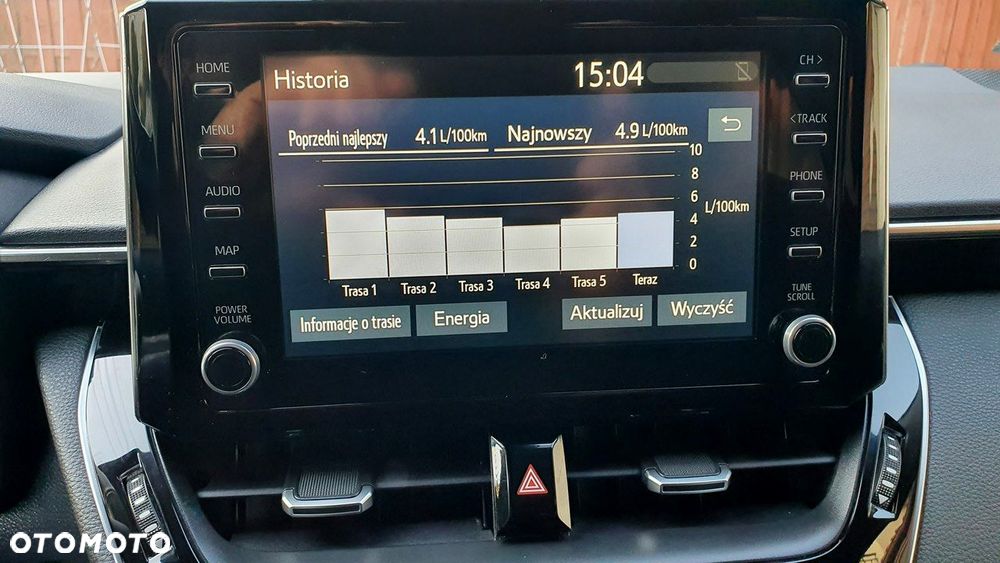 HOME
MENU
AUDIO
MAP
POWER
VOLUME
Historia 15:04
Poprzedni najlepszy 4.1 L/100km Najnowszy 4.9 L/100km
10
8
6
4
2
0
L/100km
Trasa 1 Trasa 2 Trasa 3 Trasa 4 Trasa 5 Teraz
Informacje o trasie Energia Aktualizuj Wyczyść
CH >
< TRACK
PHONE
SETUP
TUNE
SCROLL
OTOMOTO